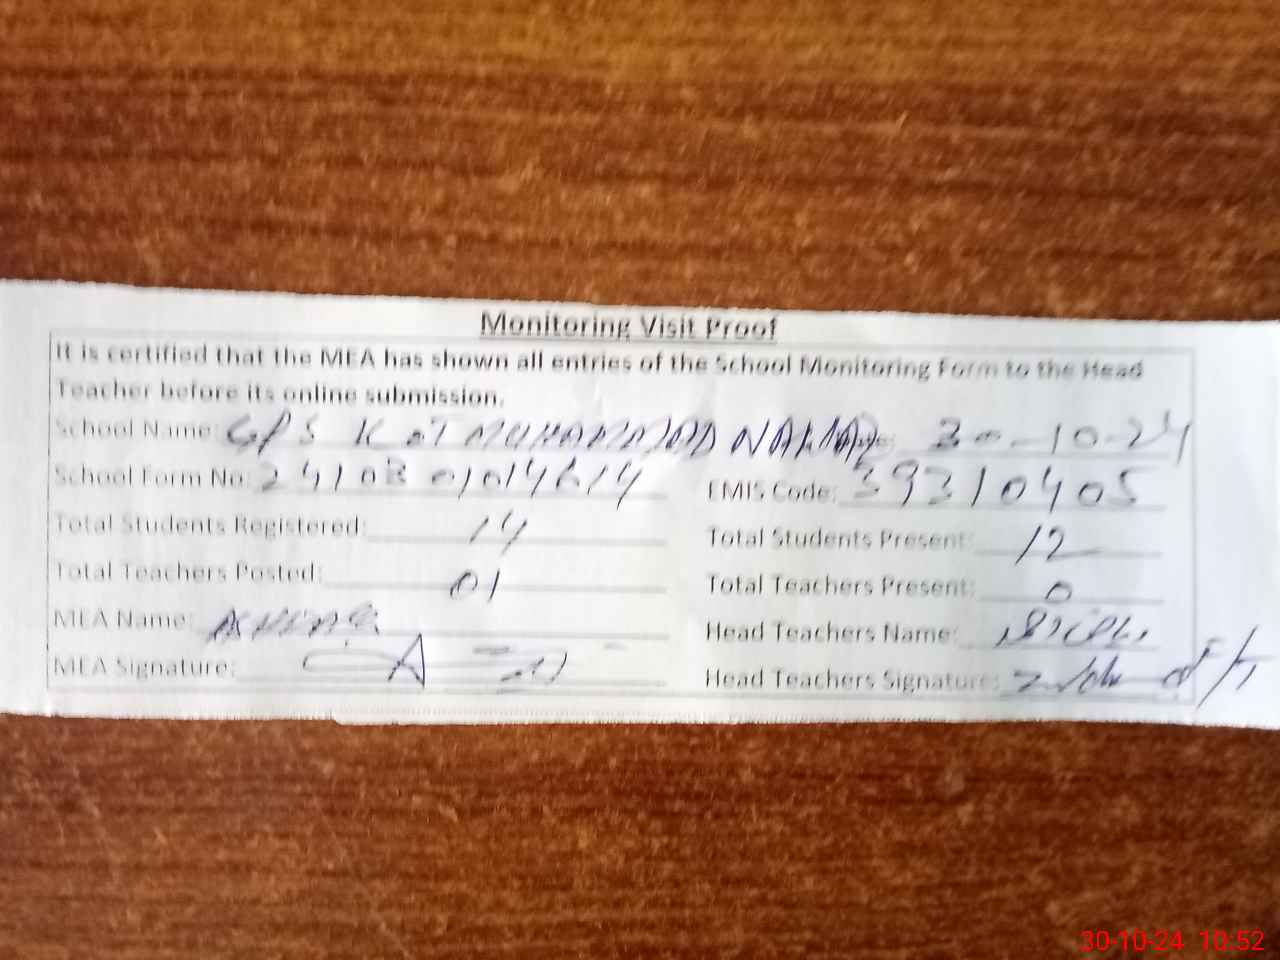 Monitoring Visit Proof
It is certified that the MEA has shown all entries of the School Monitoring Form to the Head
Teacher before its online submission.
School Name: GPS KOT MUHAMMAD 30-10-24
School Form No: EMIS Code: 39310405
Total Students Registered: 14 Total Students Present: 12
Total Teachers Posted: 01 Total Teachers Present: 0
MEA Name: Head Teachers Name:
MEA Signature: Head Teachers Signature:
30-10-24 10:52